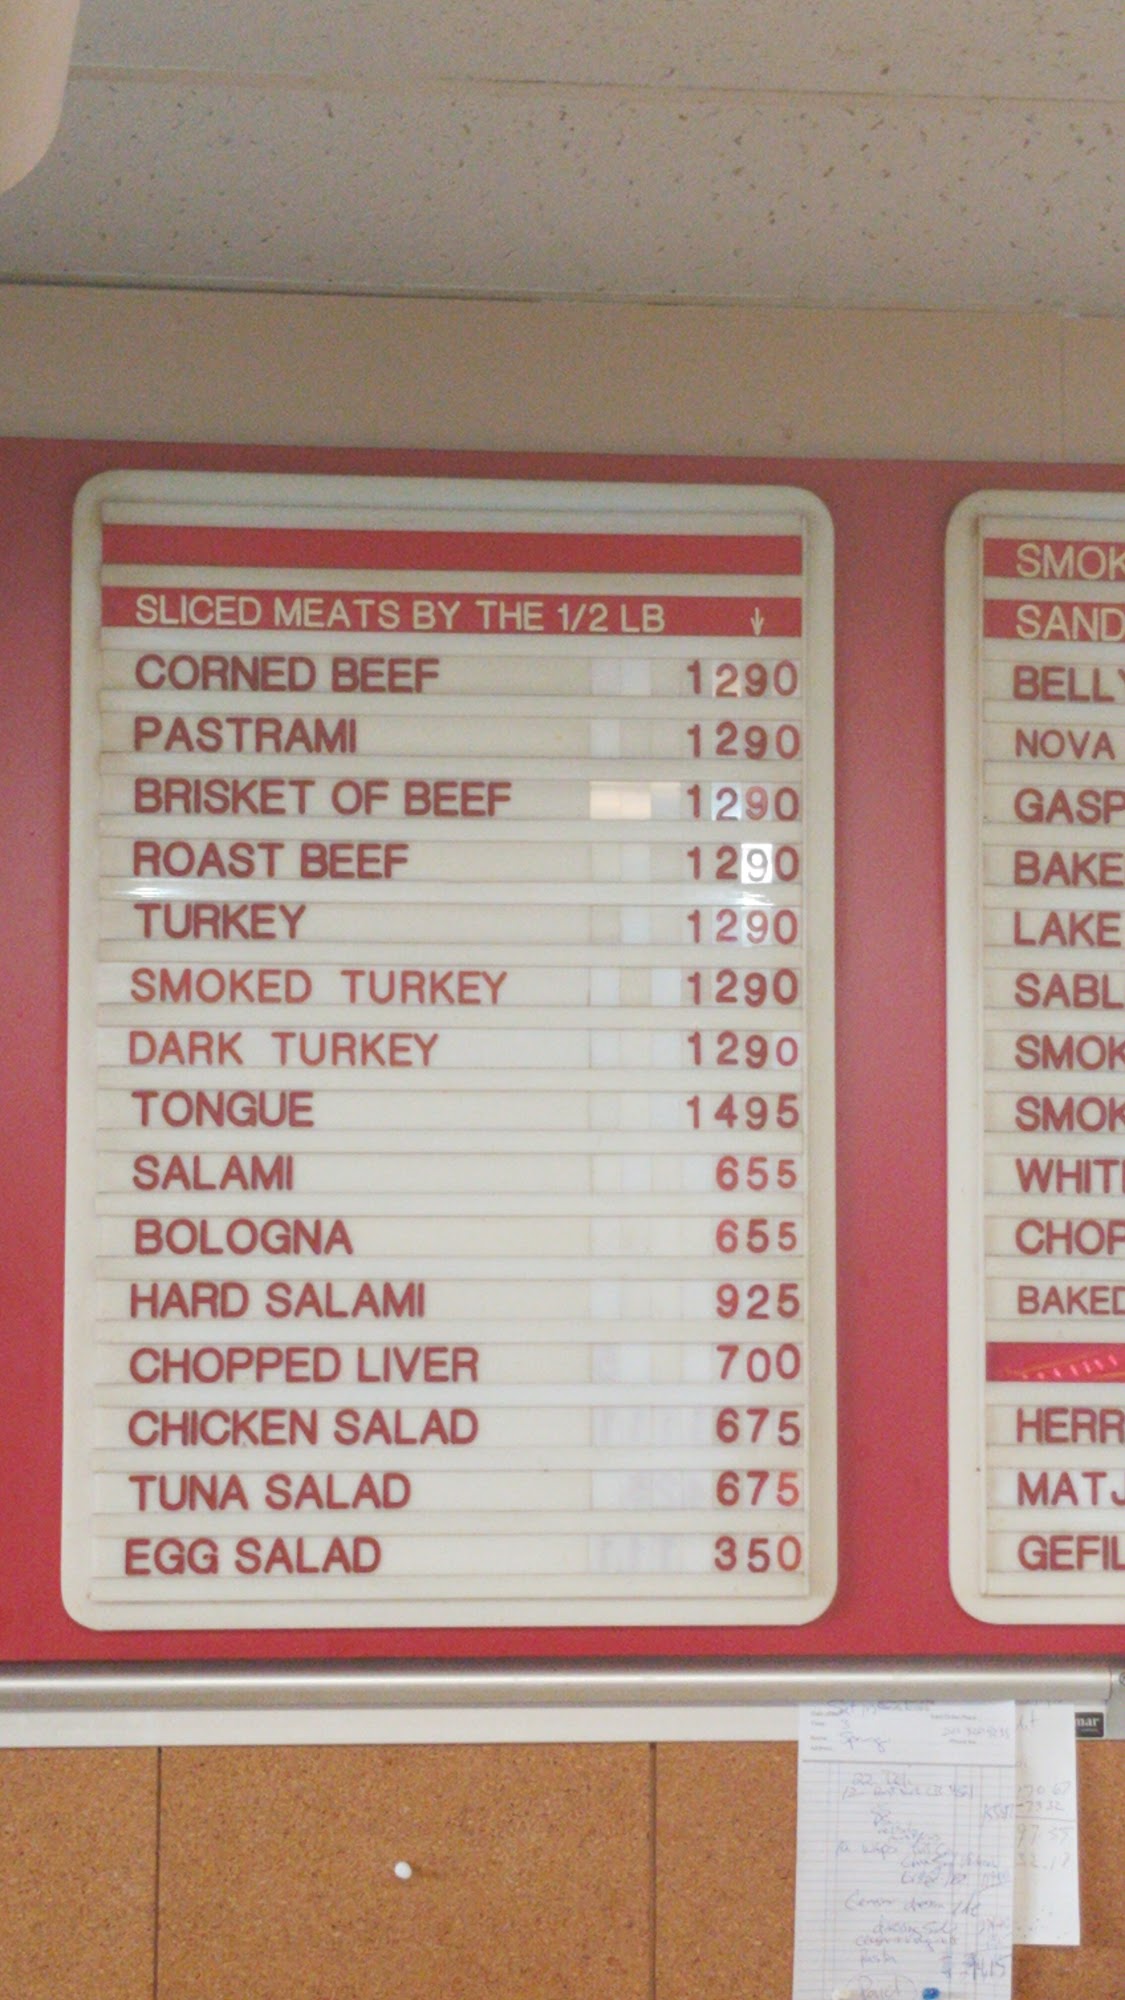 SLICED MEATS BY THE 1/2 LB ↓
CORNED BEEF 1290
PASTRAMI 1290
BRISKET OF BEEF 1290
ROAST BEEF 1290
TURKEY 1290
SMOKED TURKEY 1290
DARK TURKEY 1290
TONGUE 1495
SALAMI 655
BOLOGNA 655
HARD SALAMI 925
CHOPPED LIVER 700
CHICKEN SALAD 675
TUNA SALAD 675
EGG SALAD 350
SMOK
SAND
BELLY
NOVA
GASP
BAKE
LAKE
SABL
SMOK
SMOK
WHIT
CHOP
BAKED
HERR
MATJ
GEFIL
mar